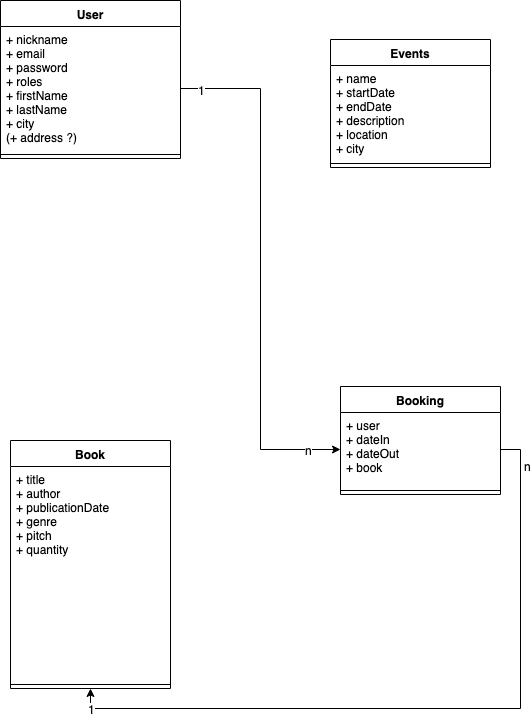 User
+ nickname
+ email
+ password
+ roles
+ firstName
+ lastName
+ city
(+ address ?)
1
Events
+ name
+ startDate
+ endDate
+ description
+ location
+ city
Booking
+ user
+ dateIn
+ dateOut
+ book
n
n
Book
+ title
+ author
+ publicationDate
+ genre
+ pitch
+ quantity
1